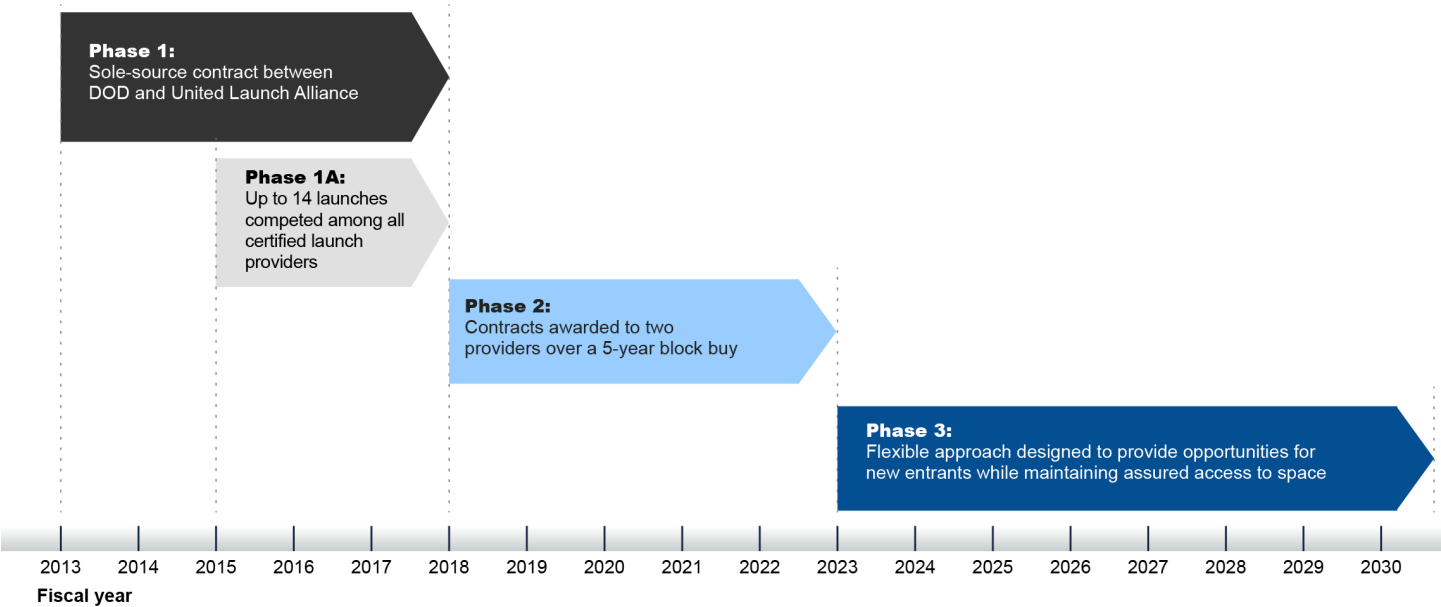 Phase 1:
Sole-source contract between
DOD and United Launch Alliance
Phase 1A:
Up to 14 launches
competed among all
certified launch
providers
Phase 2:
Contracts awarded to two
providers over a 5-year block buy
Phase 3:
Flexible approach designed to provide opportunities for
new entrants while maintaining assured access to space
2013 2014 2015 2016 2017 2018 2019 2020 2021 2022 2023 2024 2025 2026 2027 2028 2029 2030
Fiscal year